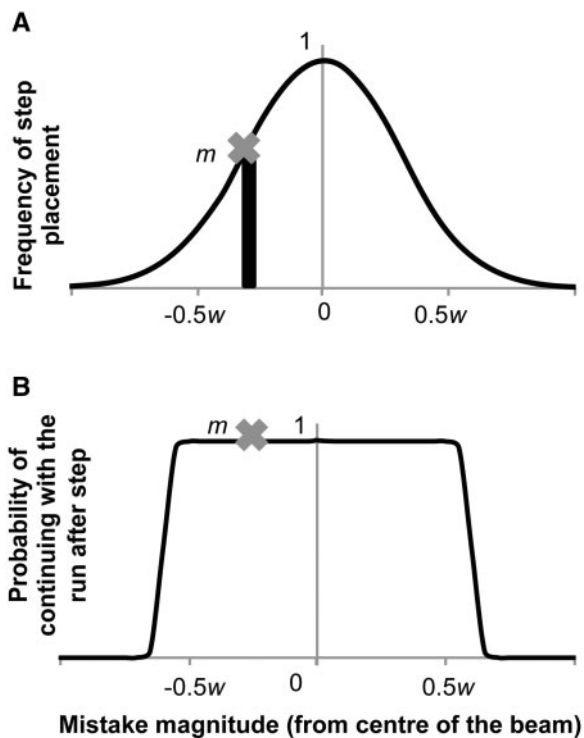 A
1
m
Frequency of step
placement
-0.5w
0
0.5w
B
m
1
Probability of
continuing with the
run after step
-0.5w
0
0.5w
Mistake magnitude (from centre of the beam)